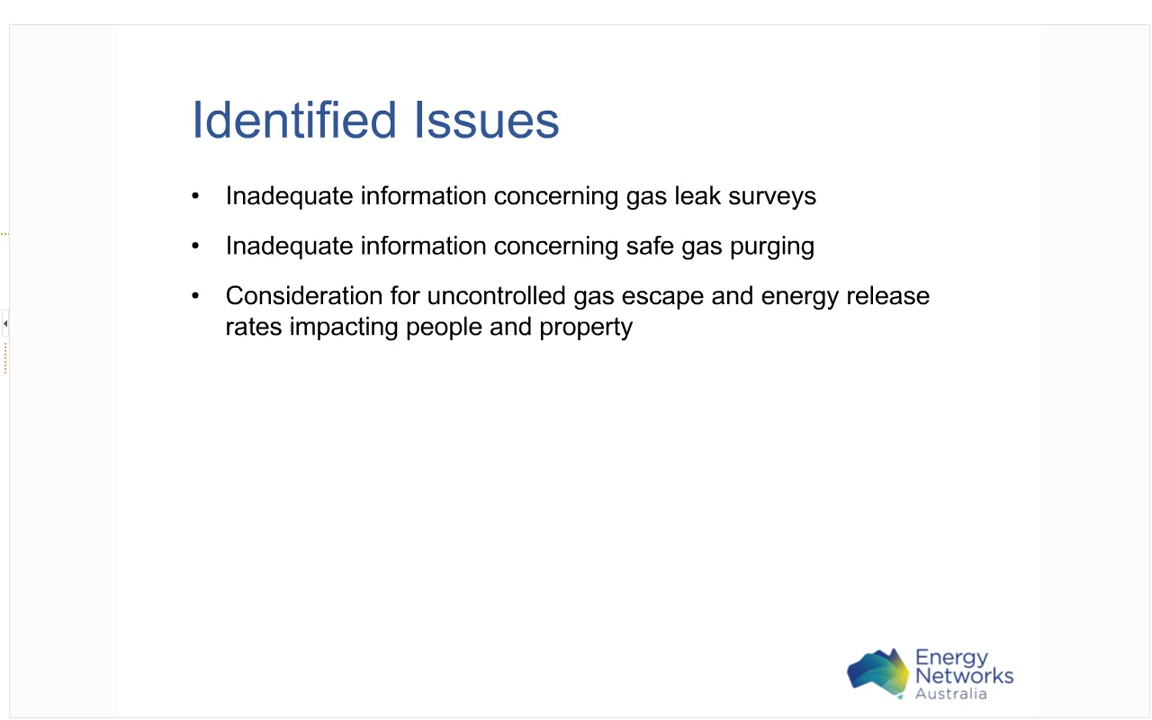 Identified Issues
• Inadequate information concerning gas leak surveys
• Inadequate information concerning safe gas purging
• Consideration for uncontrolled gas escape and energy release
rates impacting people and property
Energy
Networks
Australia